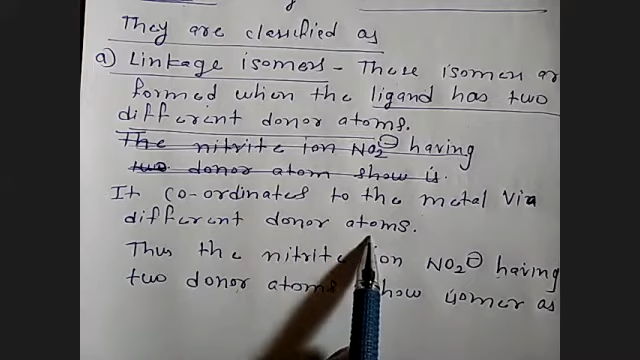 They are classified as
a) Linkage isomers - These isomers are
formed when the ligand has two
different donor atoms.
The nitrite ion NO2⊖ having
two donor atom show is.
It co-ordinates to the metal via
different donor atoms.
Thus the nitrite ion NO2⊖ having
two donor atoms show isomer as